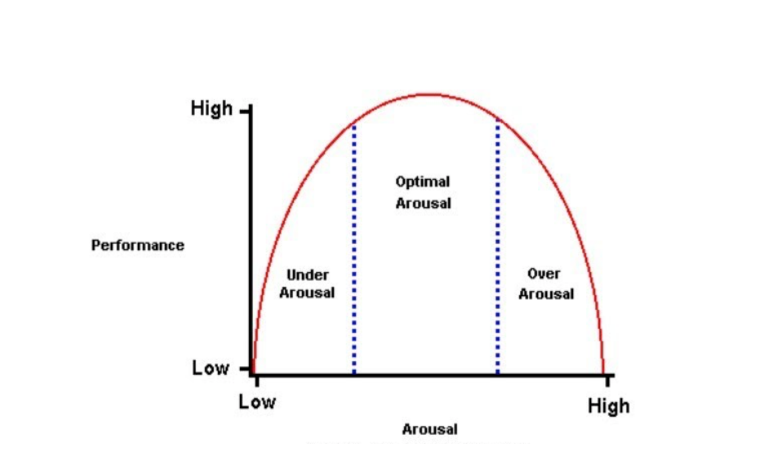 High
Optimal
Arousal
Performance
Under
Arousal
Over
Arousal
Low
Low
High
Arousal